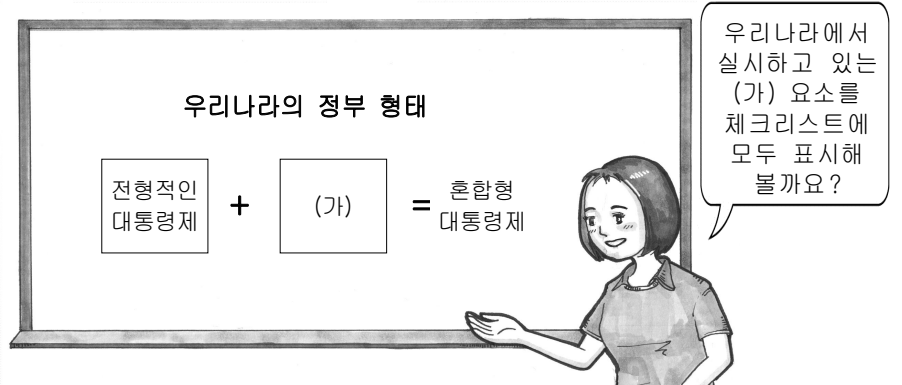 우리나라에서
실시하고 있는
(가) 요소를
체크리스트에
모두 표시해
볼까요?
우리나라의 정부 형태
전형적인
대통령제
+
(가)
=
혼합형
대통령제